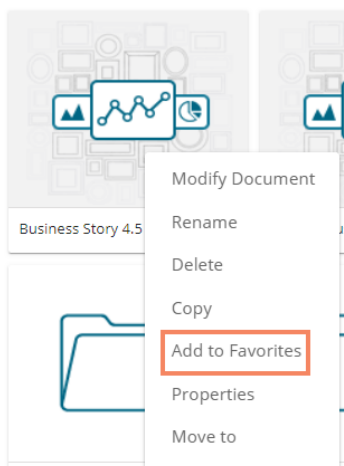 Modify Document
Rename
Business Story 4.5
Delete
Copy
Add to Favorites
Properties
Move to